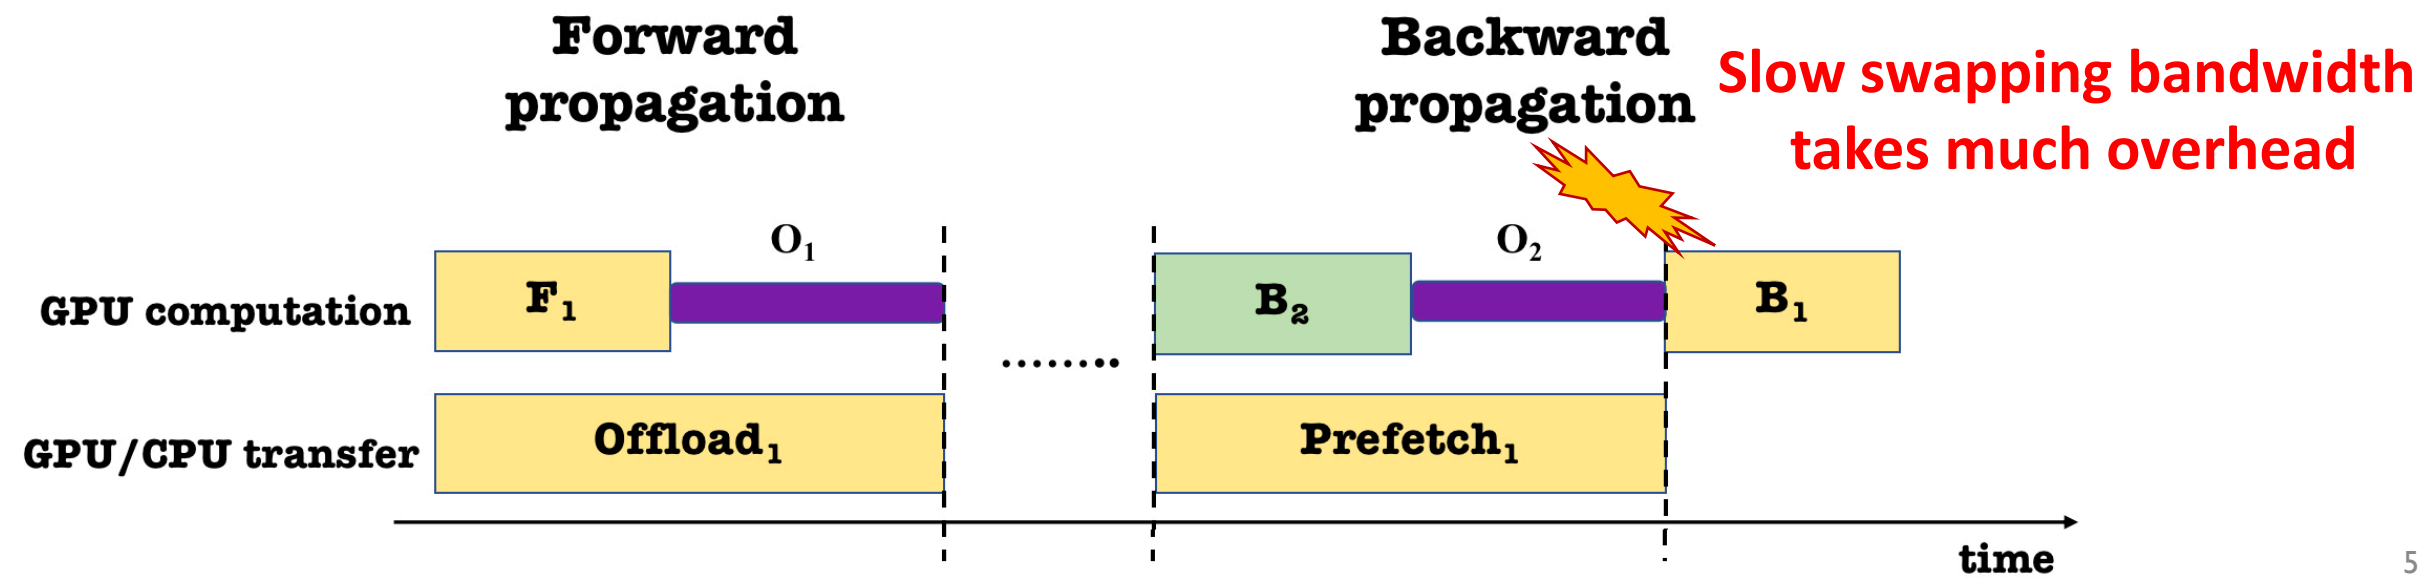 Forward
propagation
Backward
propagation
Slow swapping bandwidth
takes much overhead
O₁
O₂
GPU computation
F₁
B₂
B₁
........
GPU/CPU transfer
Offload₁
Prefetch₁
time
5